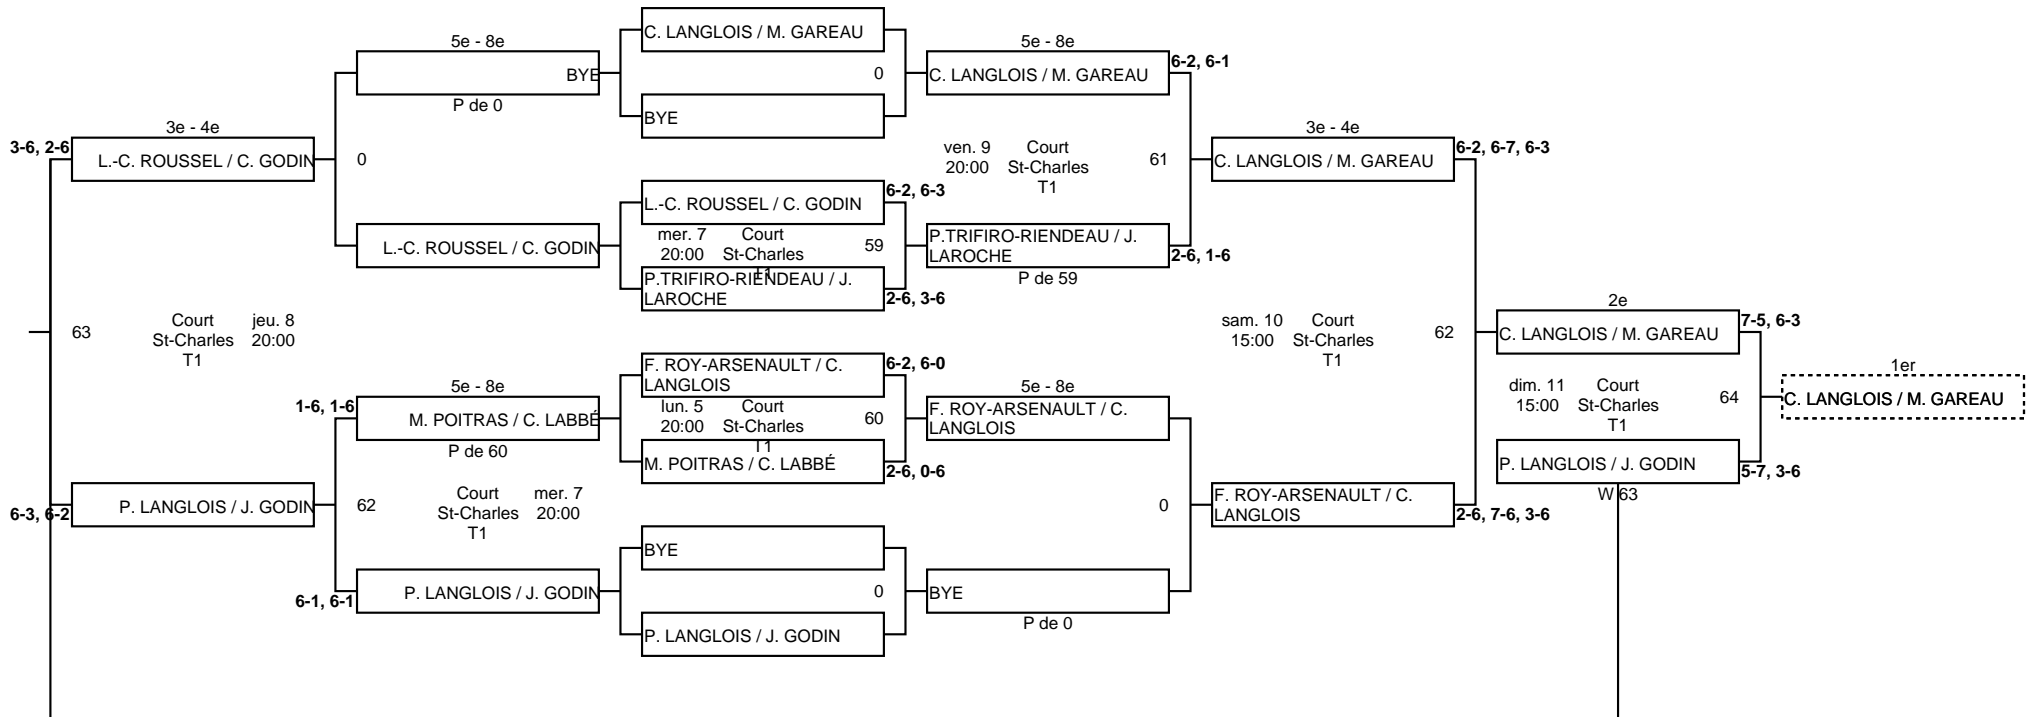 C. LANGLOIS / M. GAREAU
5e - 8e
5e - 8e
6-2, 6-1
BYE
0
C. LANGLOIS / M. GAREAU
P de 0
BYE
3e - 4e
3e - 4e
3-6, 2-6
L.-C. ROUSSEL / C. GODIN
0
ven. 9
20:00
Court
St-Charles
T1
61
C. LANGLOIS / M. GAREAU
6-2, 6-7, 6-3
6-2, 6-3
L.-C. ROUSSEL / C. GODIN
L.-C. ROUSSEL / C. GODIN
mer. 7
20:00
Court
St-Charles
T1
59
P.TRIFIRO-RIENDEAU / J.
LAROCHE
2-6, 1-6
P.TRIFIRO-RIENDEAU / J.
LAROCHE
2-6, 3-6
P de 59
2e
63
Court
St-Charles
T1
jeu. 8
20:00
sam. 10
15:00
Court
St-Charles
T1
62
C. LANGLOIS / M. GAREAU
7-5, 6-3
F. ROY-ARSENAULT / C.
LANGLOIS
6-2, 6-0
1er
5e - 8e
5e - 8e
1-6, 1-6
M. POITRAS / C. LABBÉ
lun. 5
20:00
Court
St-Charles
T1
60
F. ROY-ARSENAULT / C.
LANGLOIS
dim. 11
15:00
Court
St-Charles
T1
64
C. LANGLOIS / M. GAREAU
P de 60
M. POITRAS / C. LABBÉ
2-6, 0-6
P. LANGLOIS / J. GODIN
5-7, 3-6
W 63
6-3, 6-2
P. LANGLOIS / J. GODIN
62
Court
St-Charles
T1
mer. 7
20:00
0
F. ROY-ARSENAULT / C.
LANGLOIS
2-6, 7-6, 3-6
BYE
6-1, 6-1
P. LANGLOIS / J. GODIN
0
BYE
P de 0
P. LANGLOIS / J. GODIN